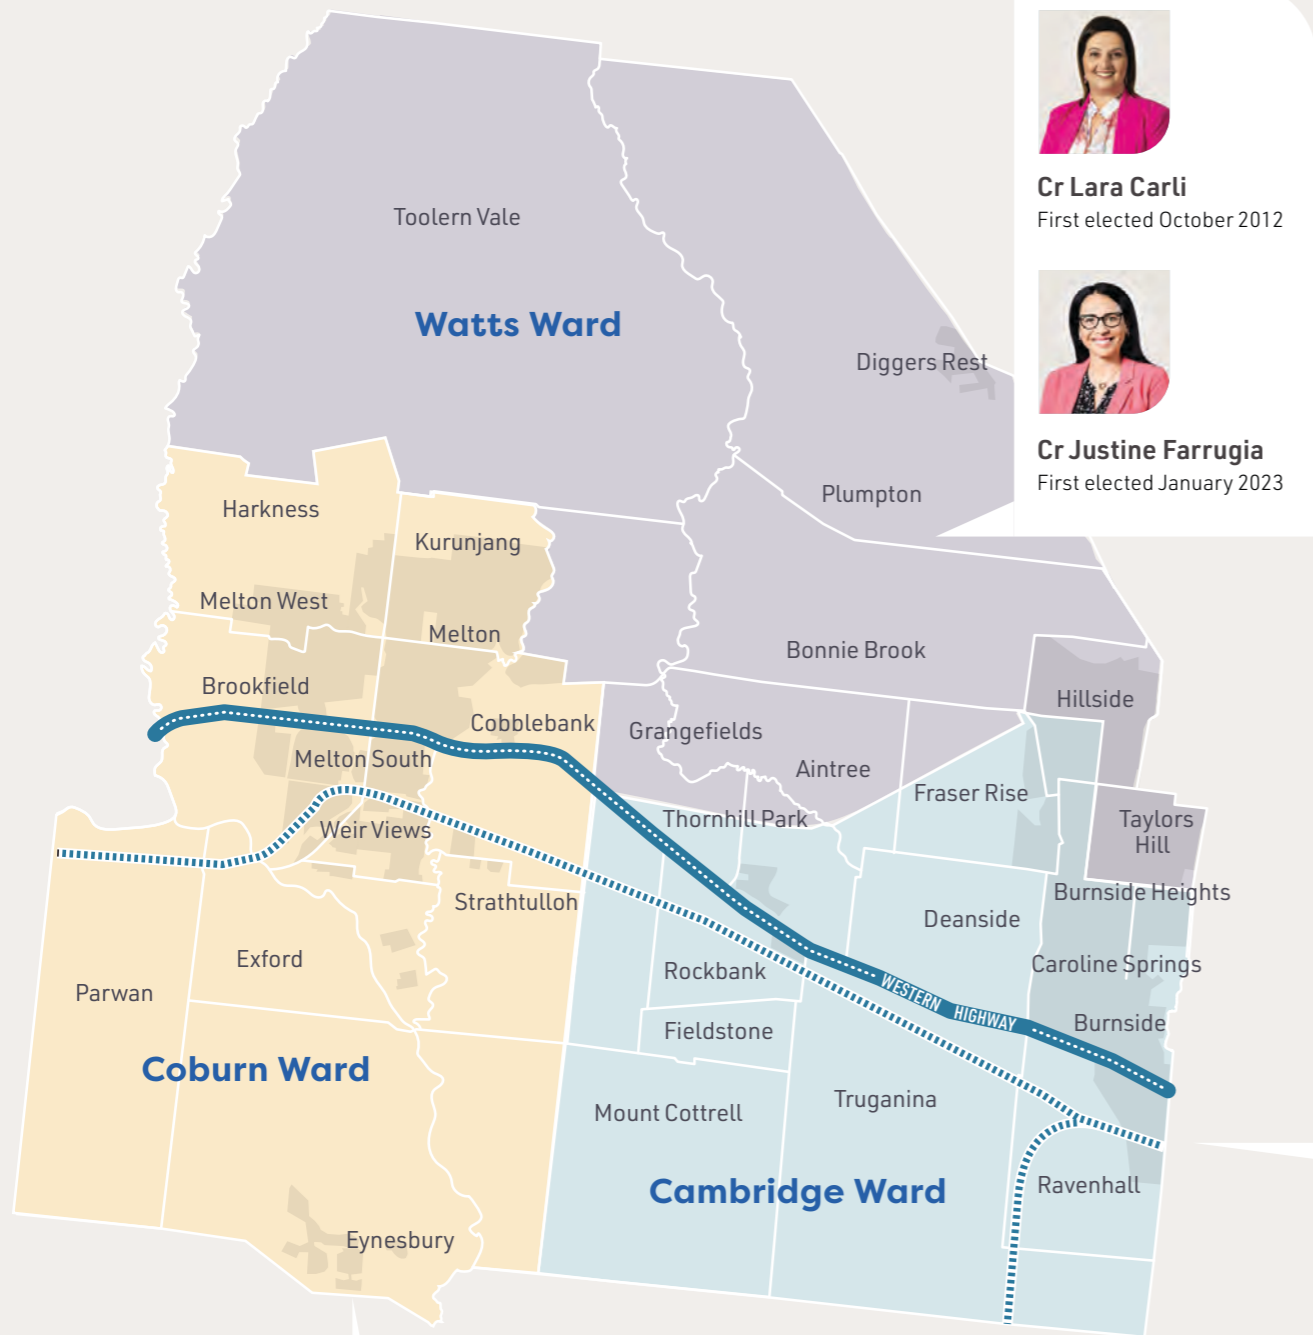 Cr Lara Carli
First elected October 2012
Cr Justine Farrugia
First elected January 2023
Toolern Vale
Watts Ward
Diggers Rest
Plumpton
Harkness
Kurunjang
Melton West
Melton
Bonnie Brook
Brookfield
Hillside
Cobblebank
Grangefields
Melton South
Aintree
Fraser Rise
Thornhill Park
Weir Views
Taylors
Hill
Burnside Heights
Strathtulloh
Deanside
Exford
Rockbank
Caroline Springs
Parwan
WESTERN HIGHWAY
Fieldstone
Burnside
Coburn Ward
Mount Cottrell
Truganina
Cambridge Ward
Ravenhall
Eynesbury